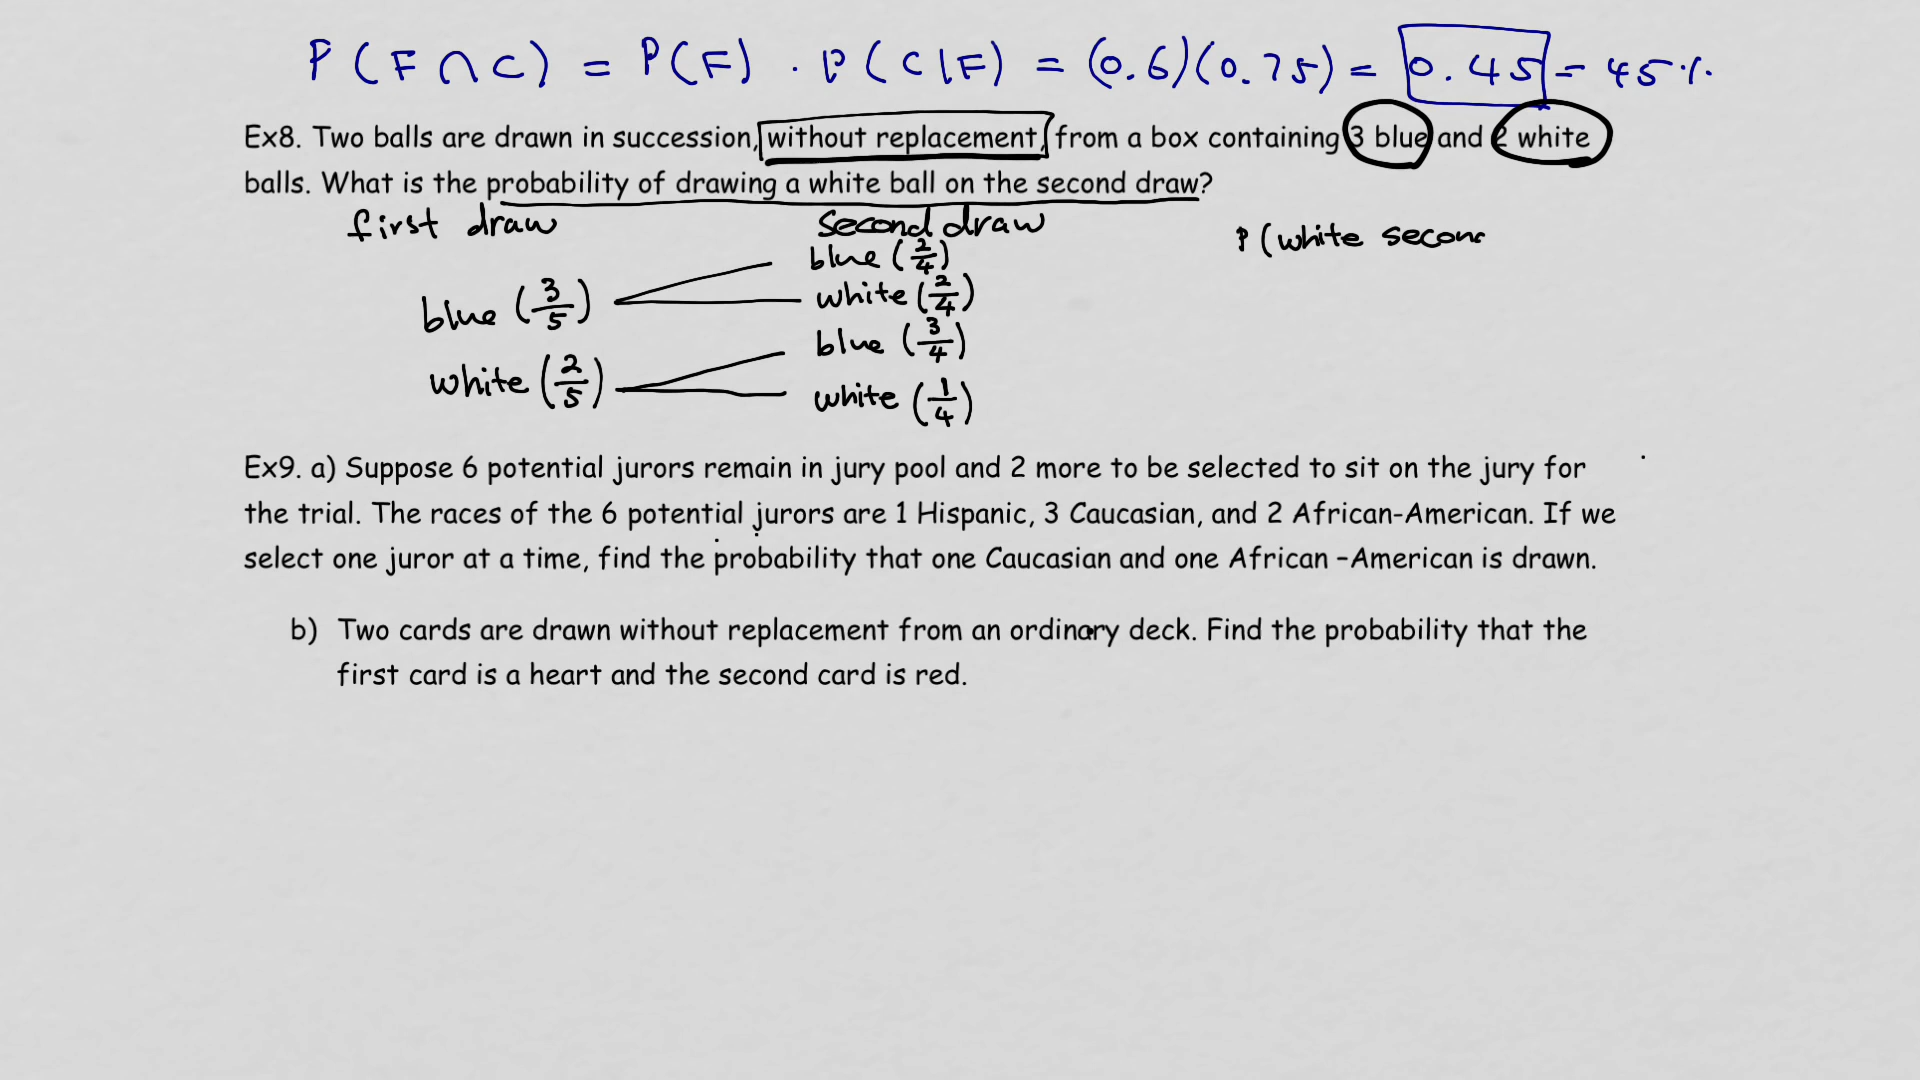 P(F∩C) = P(F) · P(C|F) = (0.6)(0.75) = 0.45 = 45%
Ex8. Two balls are drawn in succession, without replacement, from a box containing 3 blue and 2 white
balls. What is the probability of drawing a white ball on the second draw?
first draw second draw
P(white secon
blue (2/4)
blue (3/5) white (2/4)
blue (3/4)
white (2/5) white (1/4)
Ex9. a) Suppose 6 potential jurors remain in jury pool and 2 more to be selected to sit on the jury for
the trial. The races of the 6 potential jurors are 1 Hispanic, 3 Caucasian, and 2 African-American. If we
select one juror at a time, find the probability that one Caucasian and one African –American is drawn.
b) Two cards are drawn without replacement from an ordinary deck. Find the probability that the
first card is a heart and the second card is red.